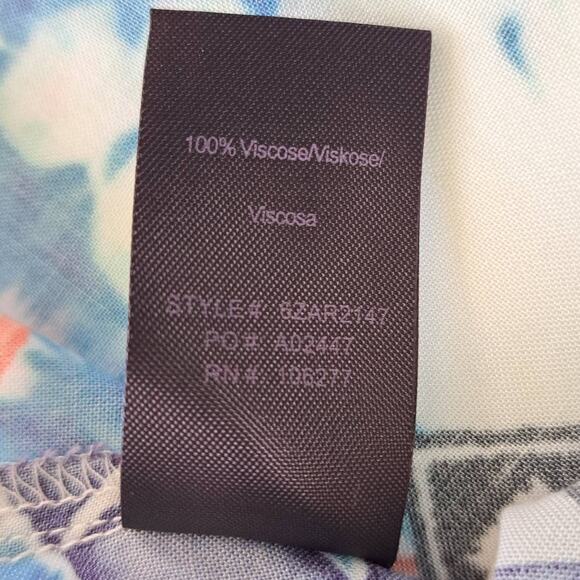 100% Viscose/Viskose/
Viscosa
STYLE# 6ZAR2147
PO# A02447
RN#. 106277